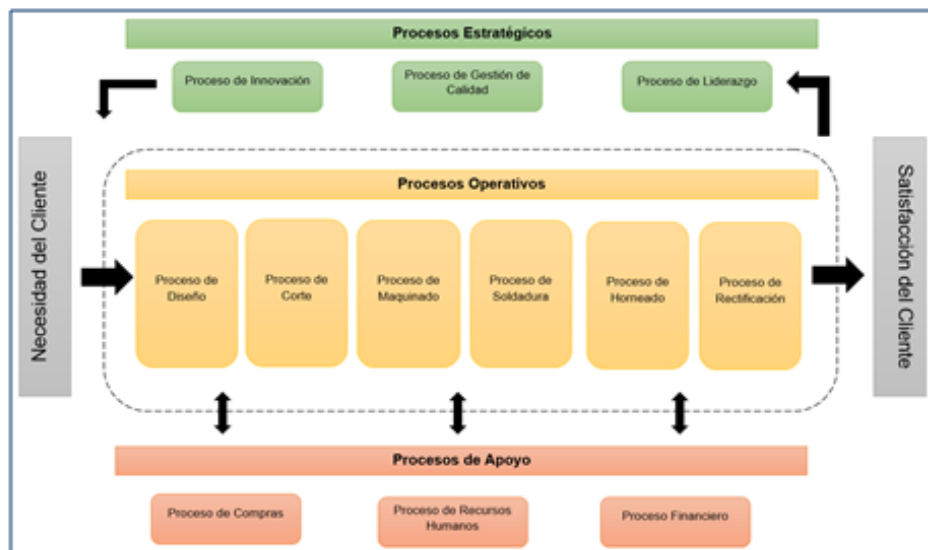 Procesos Estratégicos
Proceso de Innovación
Proceso de Gestión de
Calidad
Proceso de Liderazgo
Necesidad del Cliente
Procesos Operativos
Proceso de
Diseño
Proceso de
Corte
Proceso de
Maquinado
Proceso de
Soldadura
Proceso de
Horneado
Proceso de
Rectificación
Satisfacción del Cliente
Procesos de Apoyo
Proceso de Compras
Proceso de Recursos
Humanos
Proceso Financiero